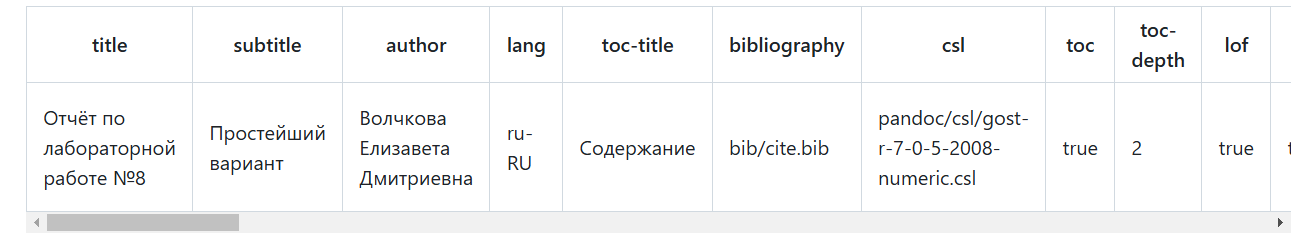 title
subtitle
author
lang
toc-title
bibliography
csl
toc
toc-
depth
lof
Отчёт по
лабораторной
работе №8
Простейший
вариант
Волчкова
Елизавета
Дмитриевна
ru-
RU
Содержание
bib/cite.bib
pandoc/csl/gost-
r-7-0-5-2008-
numeric.csl
true
2
true